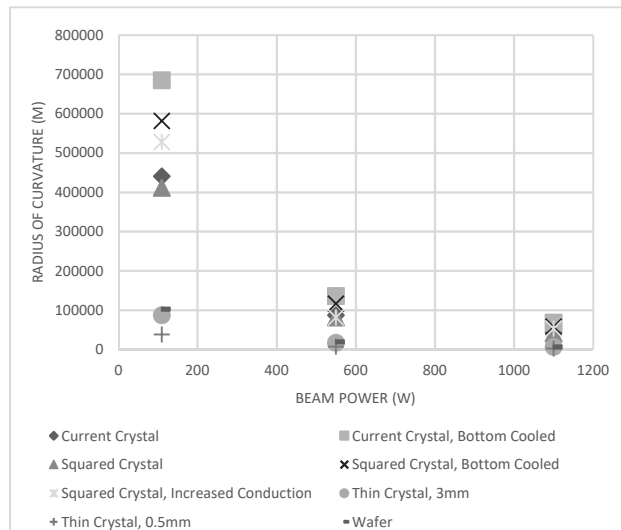 800000
700000
600000
500000
400000
300000
200000
100000
0
RADIUS OF CURVATURE (M)
0 200 400 600 800 1000 1200
BEAM POWER (W)
Current Crystal Current Crystal, Bottom Cooled
Squared Crystal Squared Crystal, Bottom Cooled
Squared Crystal, Increased Conduction Thin Crystal, 3mm
Thin Crystal, 0.5mm Wafer